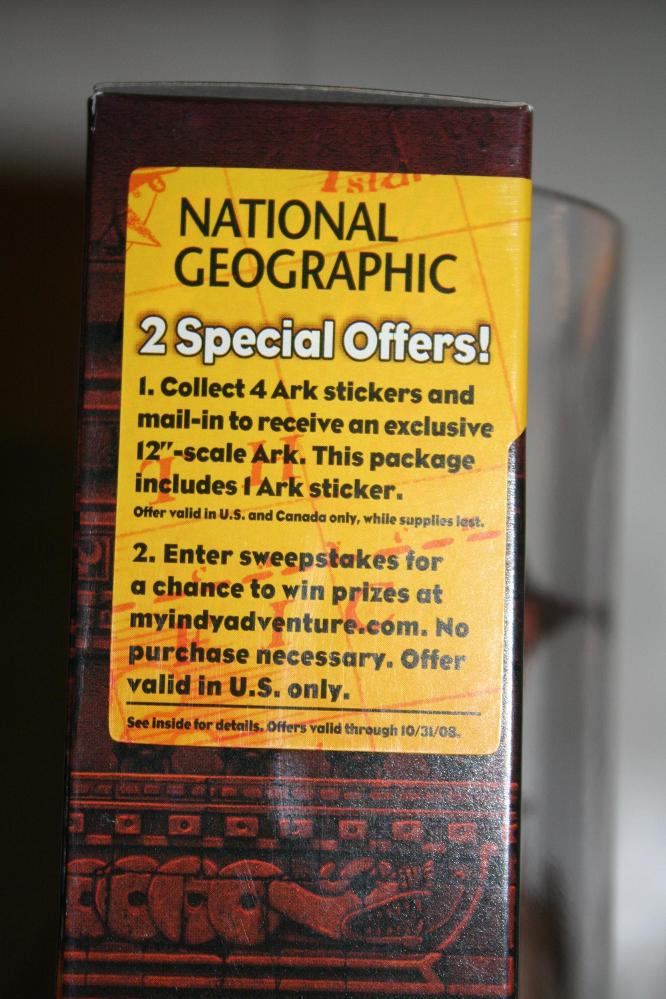 Island
NATIONAL
GEOGRAPHIC
2 Special Offers!
1. Collect 4 Ark stickers and
mail-in to receive an exclusive
12"-scale Ark. This package
includes 1 Ark sticker.
Offer valid in U.S. and Canada only, while supplies last.
2. Enter sweepstakes for
a chance to win prizes at
myindyadventure.com. No
purchase necessary. Offer
valid in U.S. only.
See inside for details. Offers valid through 10/31/08.